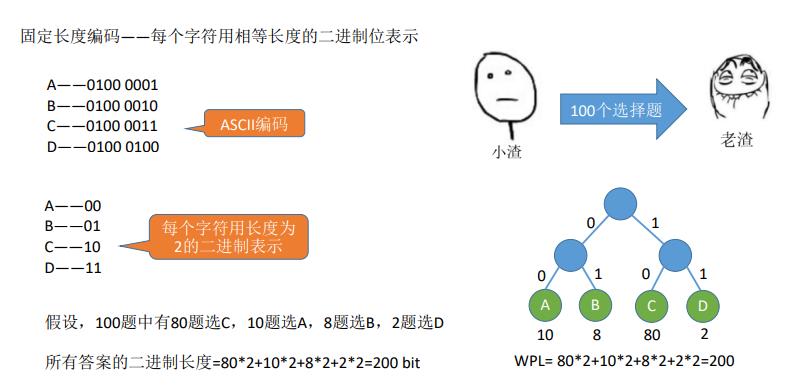 固定长度编码——每个字符用相等长度的二进制位表示
A——0100 0001
B——0100 0010
C——0100 0011
D——0100 0100
ASCII编码
100个选择题
小渣
老渣
A——00
B——01
C——10
D——11
每个字符用长度为
2的二进制表示
0 1
0 1 0 1
A B C D
10 8 80 2
假设，100题中有80题选C，10题选A，8题选B，2题选D
所有答案的二进制长度=80*2+10*2+8*2+2*2=200 bit
WPL= 80*2+10*2+8*2+2*2=200